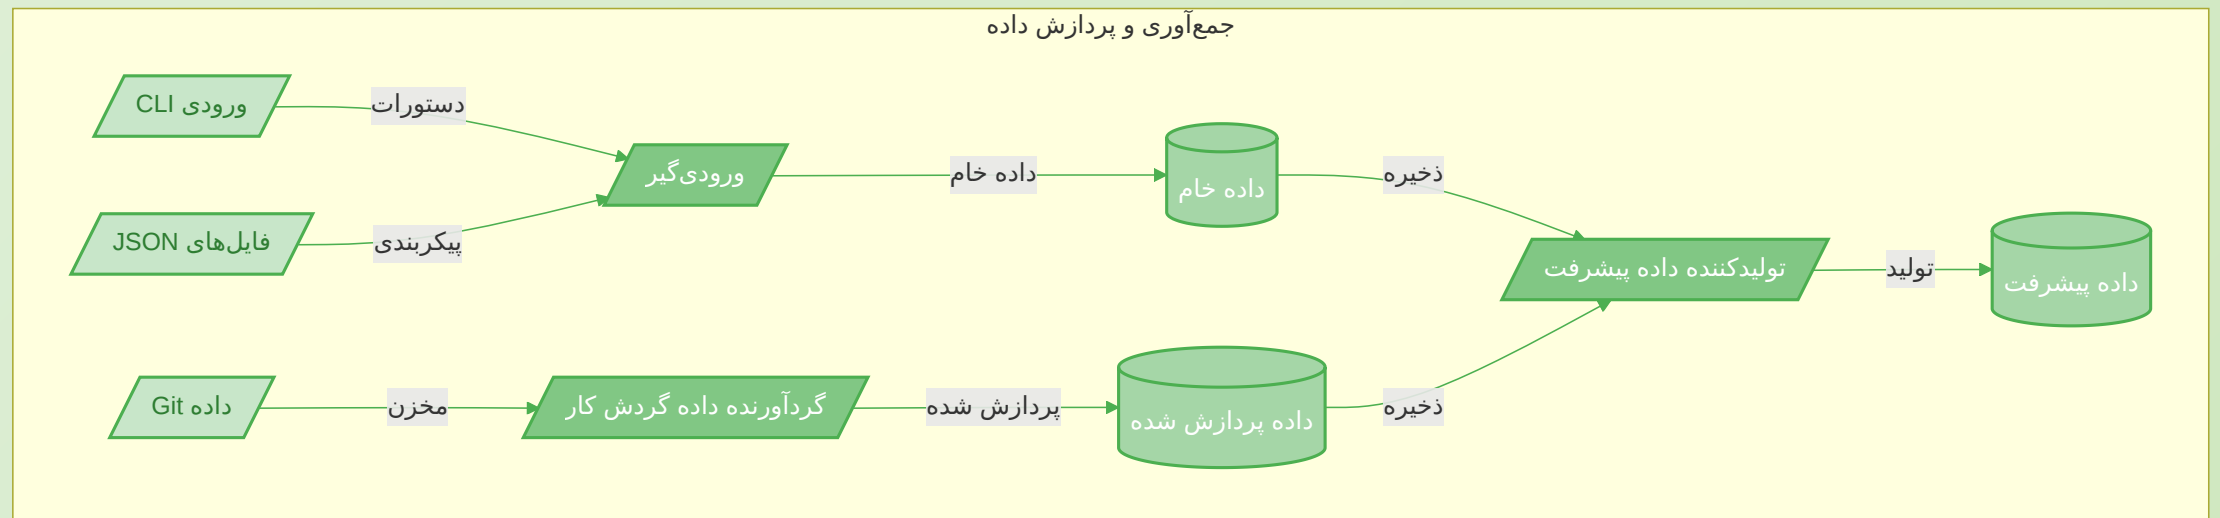 جمع‌آوری و پردازش داده
ورودی CLI
دستورات
ورودی‌گیر
داده خام
داده خام
ذخیره
فایل‌های JSON
پیکربندی
تولیدکننده داده پیشرفت
تولید
داده پیشرفت
داده Git
مخزن
گردآورنده داده گردش کار
پردازش شده
داده پردازش شده
ذخیره